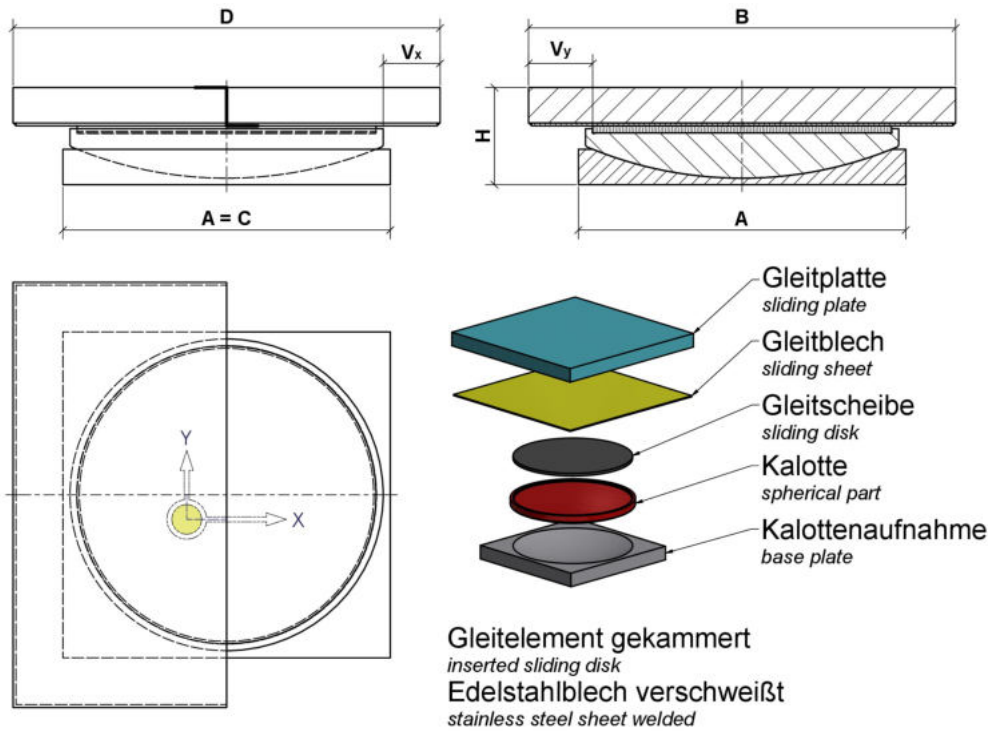 D
Vx
A = C
B
Vy
H
A
Y
X
Gleitplatte
sliding plate
Gleitblech
sliding sheet
Gleitscheibe
sliding disk
Kalotte
spherical part
Kalottenaufnahme
base plate
Gleitelement gekammert
inserted sliding disk
Edelstahlblech verschweißt
stainless steel sheet welded